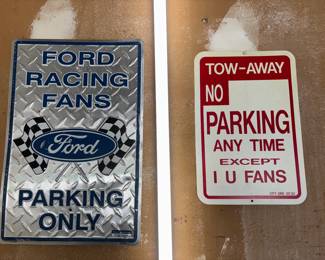 FORD
RACING
FANS
Ford
PARKING
ONLY
TOW-AWAY
NO
PARKING
ANY TIME
EXCEPT
I U FANS